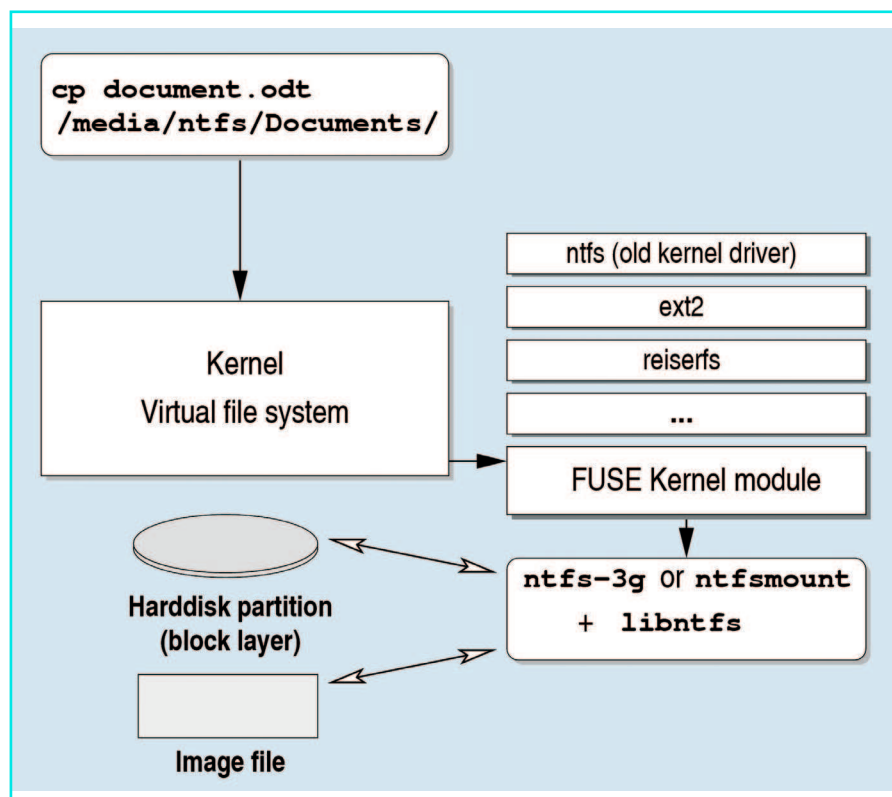 cp document.odt
/media/ntfs/Documents/
ntfs (old kernel driver)
ext2
reiserfs
...
Kernel
Virtual file system
FUSE Kernel module
ntfs-3g or ntfsmount
+ libntfs
Harddisk partition
(block layer)
Image file